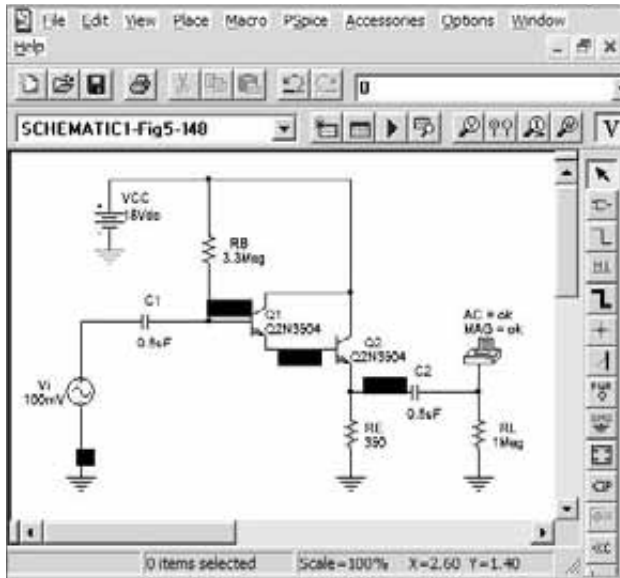 File Edit View Place Macro PSpice Accessories Options Window
Help
0
SCHEMATIC1-Fig5-148
V
VCC
18Vdc
RB
3.3Meg
C1
0.5uF
Q1
Q2N3904
Q2
Q2N3904
AC = ok
MAG = ok
C2
0.5uF
Vi
100mV
RE
390
RL
1Meg
0 items selected
Scale=100%
X=2.60 Y=1.40